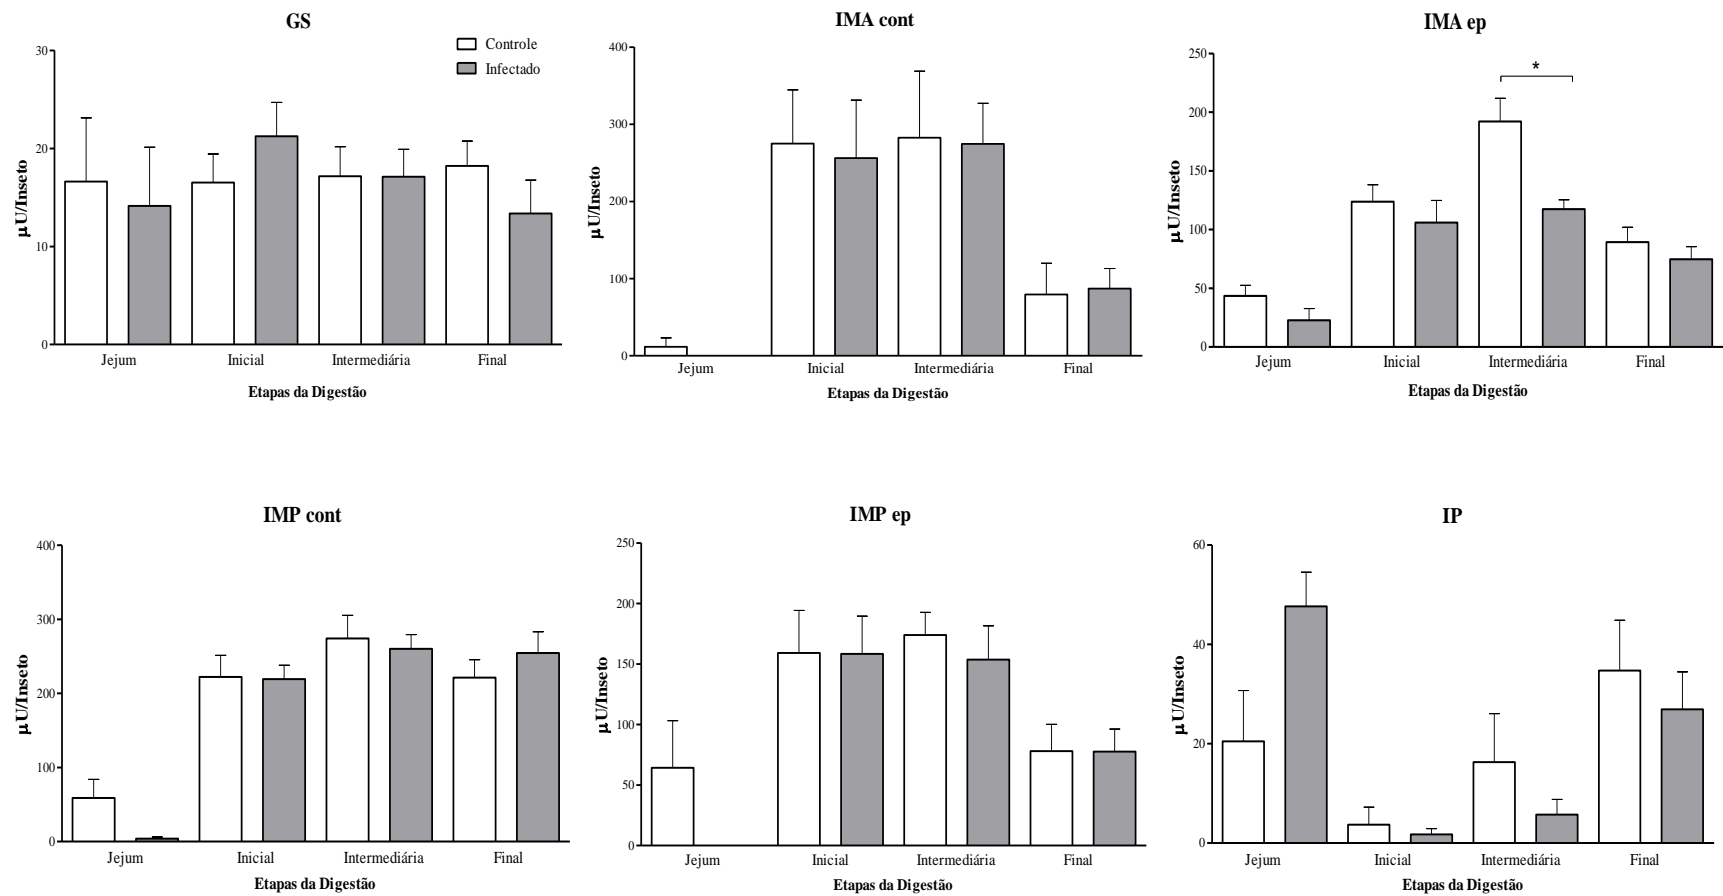 GS
Controle
Infectado
30
20
10
0
µU/Inseto
Jejum Inicial Intermediária Final
Etapas da Digestão
IMA cont
400
300
200
100
0
µU/Inseto
Jejum Inicial Intermediária Final
Etapas da Digestão
IMA ep
*
250
200
150
100
50
0
µU/Inseto
Jejum Inicial Intermediária Final
Etapas da Digestão
IMP cont
400
300
200
100
0
µU/Inseto
Jejum Inicial Intermediária Final
Etapas da Digestão
IMP ep
250
200
150
100
50
0
µU/Inseto
Jejum Inicial Intermediária Final
Etapas da Digestão
IP
60
40
20
0
µU/Inseto
Jejum Inicial Intermediária Final
Etapas da Digestão